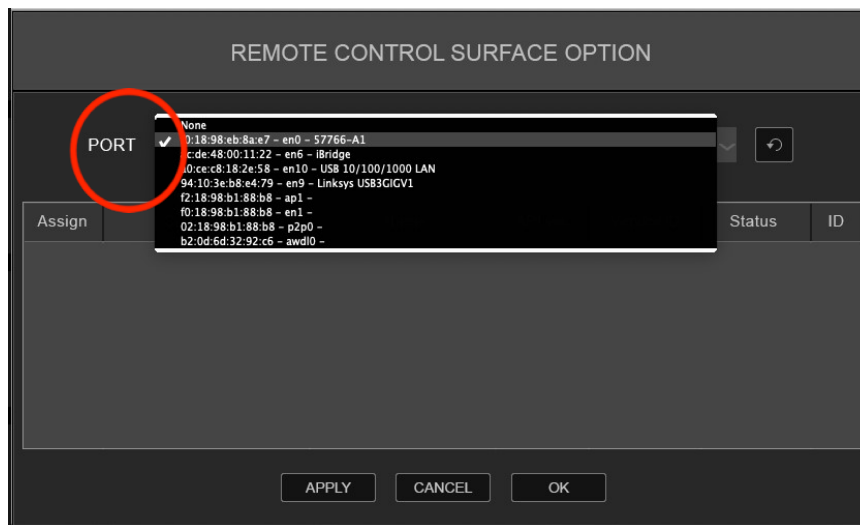 REMOTE CONTROL SURFACE OPTION
PORT
None
0:18:98:eb:8a:e7 – en0 – 57766-A1
c:de:48:00:11:22 – en6 – iBridge
a0:ce:c8:18:2e:58 – en10 – USB 10/100/1000 LAN
94:10:3e:b8:e4:79 – en9 – Linksys USB3GIGV1
f2:18:98:b1:88:b8 – ap1 –
f0:18:98:b1:88:b8 – en1 –
02:18:98:b1:88:b8 – p2p0 –
b2:0d:6d:32:92:c6 – awdl0 –
Assign Status ID
APPLY CANCEL OK